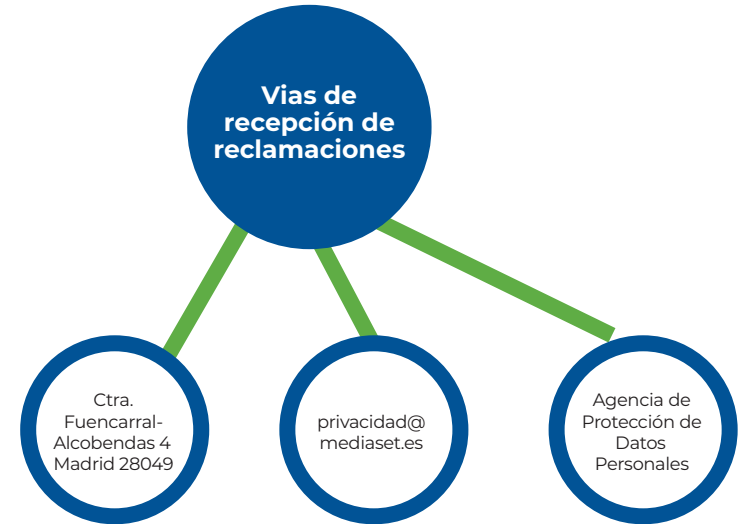 Vias de
recepción de
reclamaciones
Ctra.
Fuencarral-
Alcobendas 4
Madrid 28049
privacidad@
mediaset.es
Agencia de
Protección de
Datos
Personales